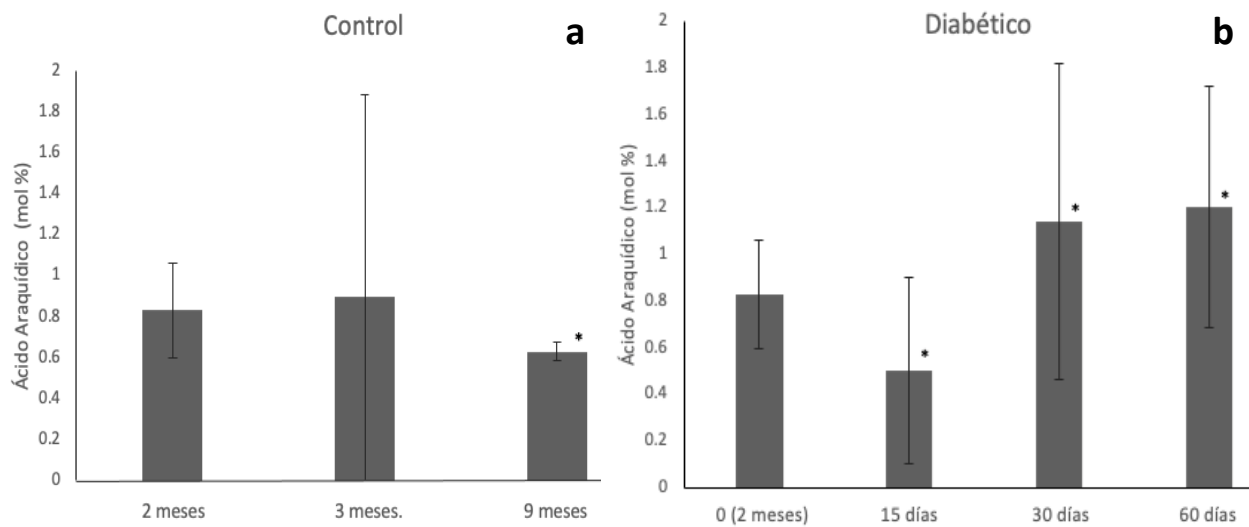 Control
a
Ácido Araquídico (mol %)
2
1.8
1.6
1.4
1.2
1
0.8
0.6
0.4
0.2
0
*
2 meses
3 meses.
9 meses
Diabético
b
Ácido Araquídico (mol %)
2
1.8
1.6
1.4
1.2
1
0.8
0.6
0.4
0.2
0
*
*
*
0 (2 meses)
15 días
30 días
60 días